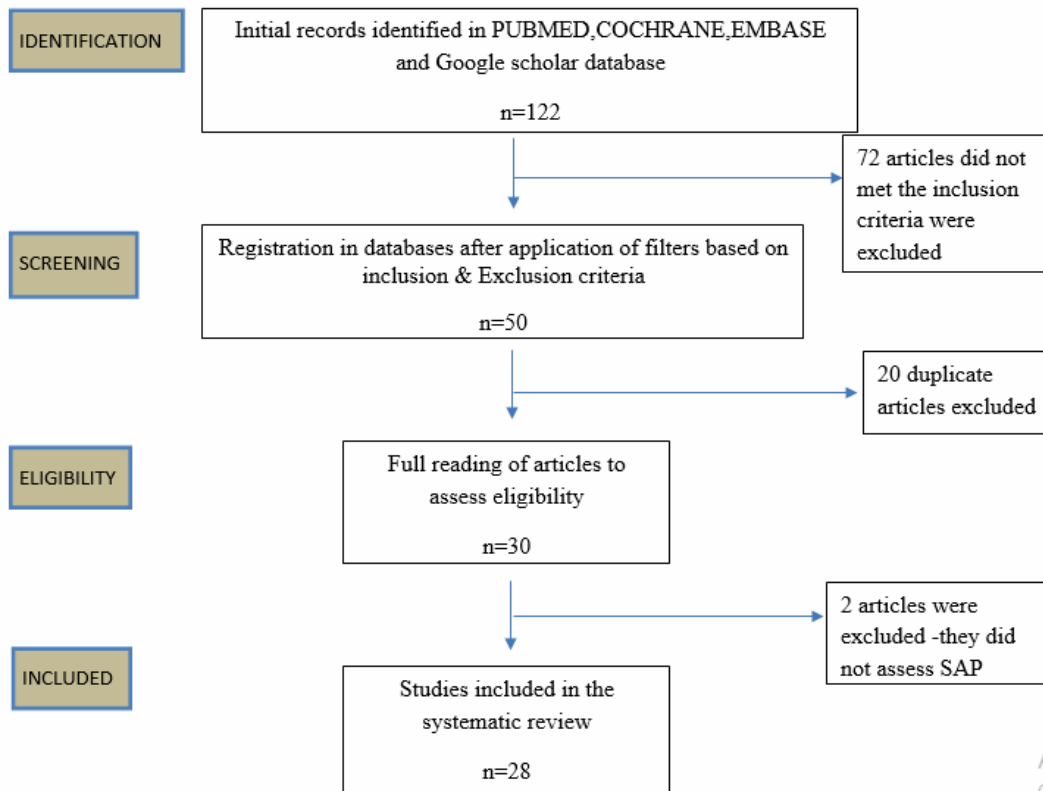 IDENTIFICATION
Initial records identified in PUBMED,COCHRANE,EMBASE
and Google scholar database
n=122
72 articles did not
met the inclusion
criteria were
excluded
SCREENING
Registration in databases after application of filters based on
inclusion & Exclusion criteria
n=50
20 duplicate
articles excluded
ELIGIBILITY
Full reading of articles to
assess eligibility
n=30
2 articles were
excluded -they did
not assess SAP
INCLUDED
Studies included in the
systematic review
n=28